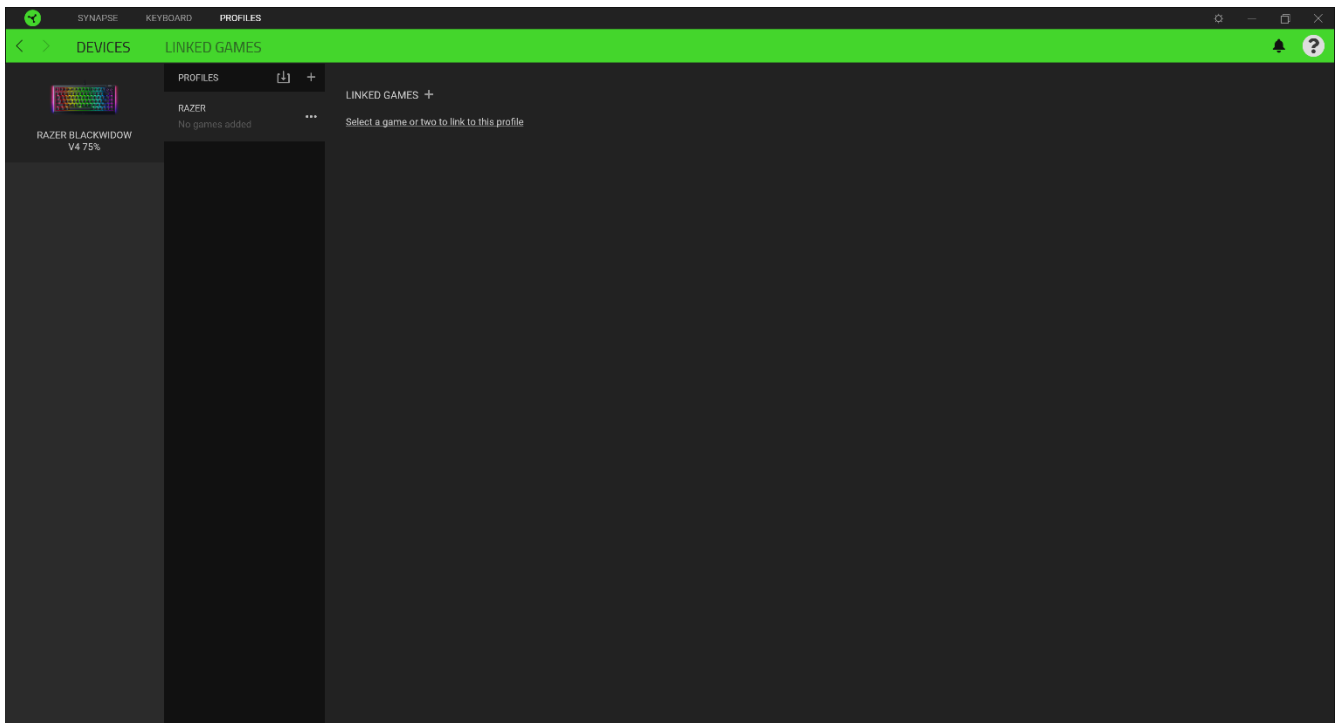 SYNAPSE KEYBOARD PROFILES
DEVICES LINKED GAMES
?
RAZER BLACKWIDOW
V4 75%
PROFILES
RAZER
No games added
LINKED GAMES +
Select a game or two to link to this profile